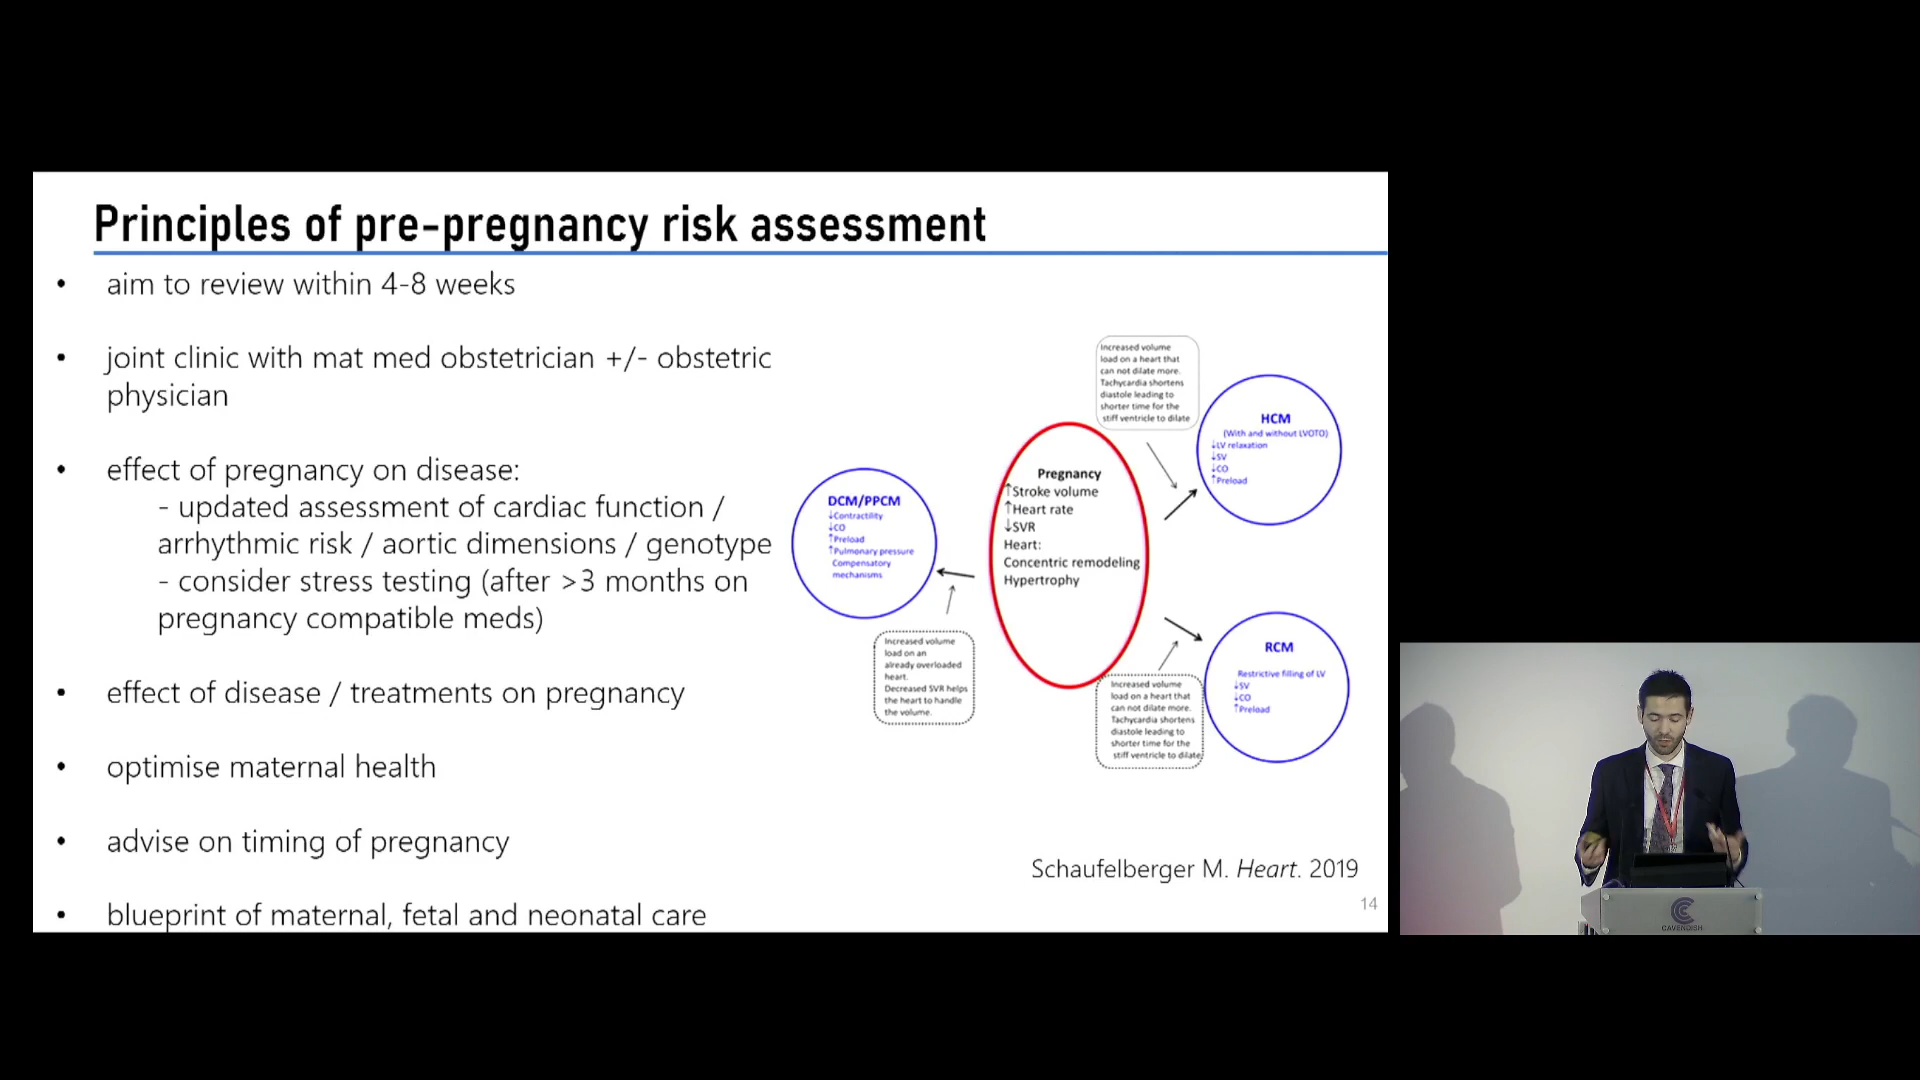 Principles of pre-pregnancy risk assessment
• aim to review within 4-8 weeks
• joint clinic with mat med obstetrician +/- obstetric
physician
• effect of pregnancy on disease:
- updated assessment of cardiac function /
arrhythmic risk / aortic dimensions / genotype
- consider stress testing (after >3 months on
pregnancy compatible meds)
• effect of disease / treatments on pregnancy
• optimise maternal health
• advise on timing of pregnancy
• blueprint of maternal, fetal and neonatal care
Increased volume
load on a heart that
can not dilate more.
Tachycardia shortens
diastole leading to
shorter time for the
stiff ventricle to dilate
HCM
(With and without LVOTO)
↓LV relaxation
↓SV
↓CO
↑Preload
Pregnancy
↑Stroke volume
↑Heart rate
↓SVR
Heart:
Concentric remodeling
Hypertrophy
DCM/PPCM
↓Contractility
↓CO
↑Preload
↑Pulmonary pressure
Compensatory
mechanisms
Increased volume
load on an
already overloaded
heart.
Decreased SVR helps
the heart to handle
the volume.
Increased volume
load on a heart that
can not dilate more.
Tachycardia shortens
diastole leading to
shorter time for the
stiff ventricle to dilate
RCM
Restrictive filling of LV
↓SV
↓CO
↑Preload
Schaufelberger M. Heart. 2019
14
CAVENDISH